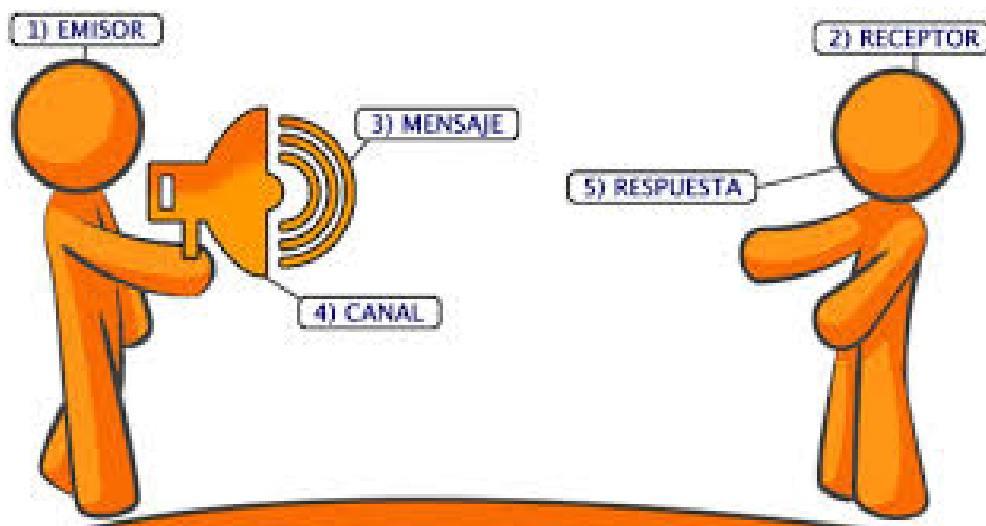 1) EMISOR
2) RECEPTOR
3) MENSAJE
5) RESPUESTA
4) CANAL